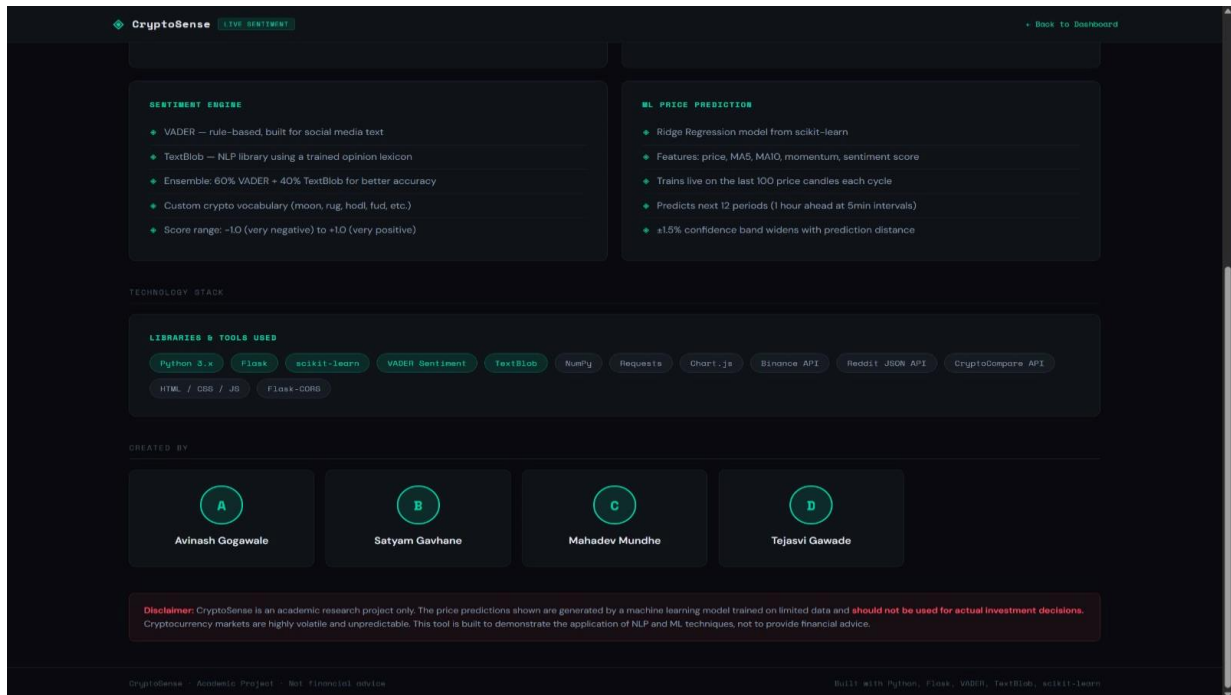 CryptoSense LIVE SENTIMENT
← Back to Dashboard
SENTIMENT ENGINE
VADER — rule-based, built for social media text
TextBlob — NLP library using a trained opinion lexicon
Ensemble: 60% VADER + 40% TextBlob for better accuracy
Custom crypto vocabulary (moon, rug, hodl, fud, etc.)
Score range: -1.0 (very negative) to +1.0 (very positive)
ML PRICE PREDICTION
Ridge Regression model from scikit-learn
Features: price, MA5, MA10, momentum, sentiment score
Trains live on the last 100 price candles each cycle
Predicts next 12 periods (1 hour ahead at 5min intervals)
±1.5% confidence band widens with prediction distance
TECHNOLOGY STACK
LIBRARIES & TOOLS USED
Python 3.x Flask scikit-learn VADER Sentiment TextBlob NumPy Requests Chart.js Binance API Reddit JSON API CryptoCompare API
HTML / CSS / JS Flask-CORS
CREATED BY
A B C D
Avinash Gogawale Satyam Gavhane Mahadev Mundhe Tejasvi Gawade
Disclaimer: CryptoSense is an academic research project only. The price predictions shown are generated by a machine learning model trained on limited data and should not be used for actual investment decisions.
Cryptocurrency markets are highly volatile and unpredictable. This tool is built to demonstrate the application of NLP and ML techniques, not to provide financial advice.
CryptoSense · Academic Project · Not financial advice
Built with Python, Flask, VADER, TextBlob, scikit-learn